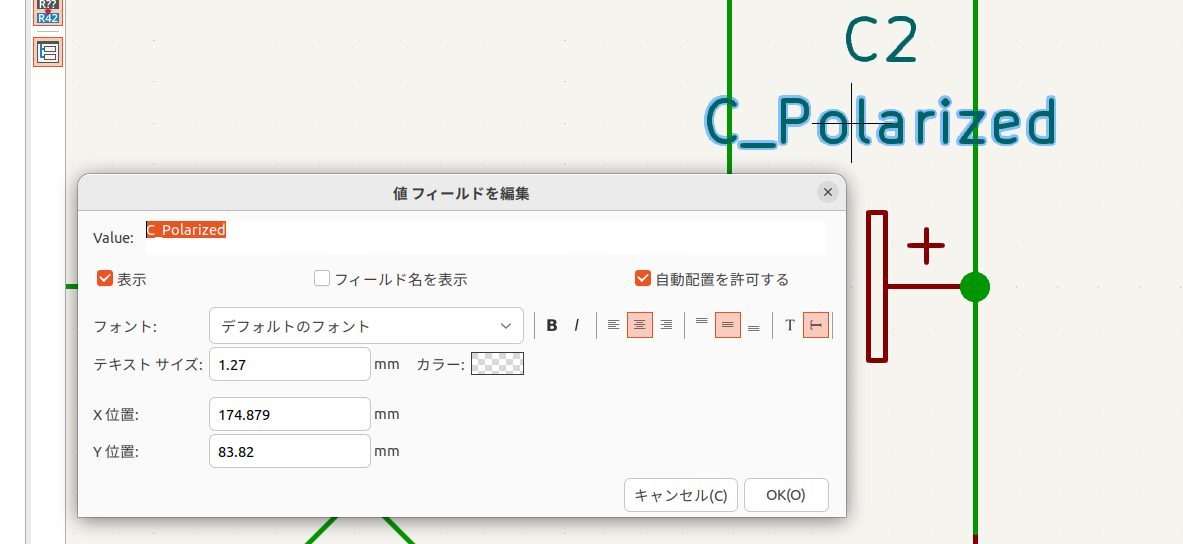 R??
R42
C2
C_Polarized
値 フィールドを編集
Value: C_Polarized
表示
フィールド名を表示
自動配置を許可する
フォント: デフォルトのフォント
B I T T
テキスト サイズ: 1.27 mm カラー:
X 位置: 174.879 mm
Y 位置: 83.82 mm
キャンセル(C) OK(O)